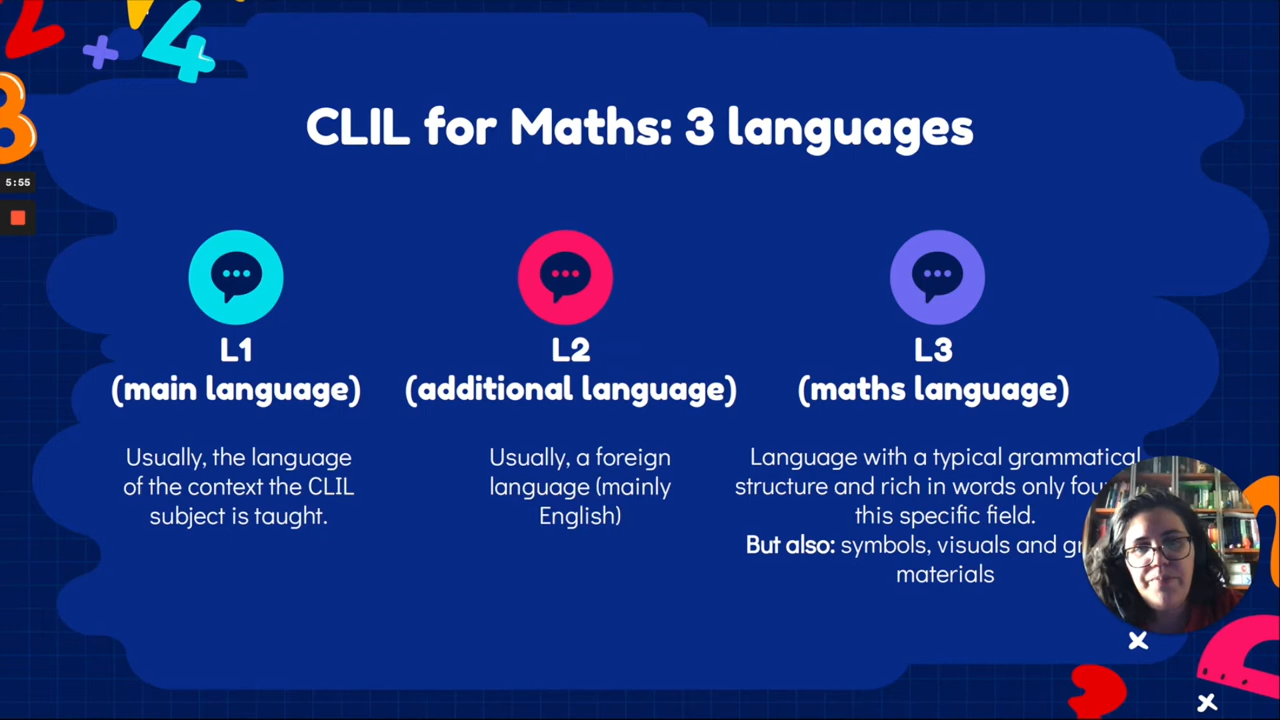 CLIL for Maths: 3 languages
5:55
L1
(main language)
Usually, the language
of the context the CLIL
subject is taught.
L2
(additional language)
Usually, a foreign
language (mainly
English)
L3
(maths language)
Language with a typical grammatical
structure and rich in words only
this specific field.
But also: symbols, visuals and
materials